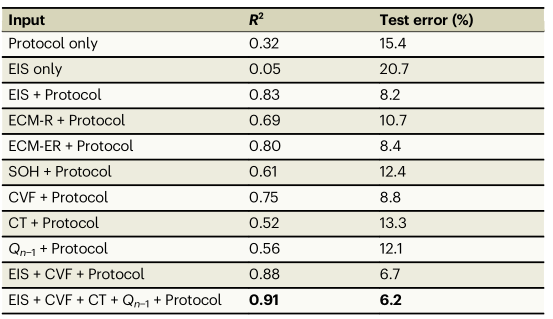 Input R² Test error (%)
Protocol only 0.32 15.4
EIS only 0.05 20.7
EIS + Protocol 0.83 8.2
ECM-R + Protocol 0.69 10.7
ECM-ER + Protocol 0.80 8.4
SOH + Protocol 0.61 12.4
CVF + Protocol 0.75 8.8
CT + Protocol 0.52 13.3
Qₙ₋₁ + Protocol 0.56 12.1
EIS + CVF + Protocol 0.88 6.7
EIS + CVF + CT + Qₙ₋₁ + Protocol 0.91 6.2